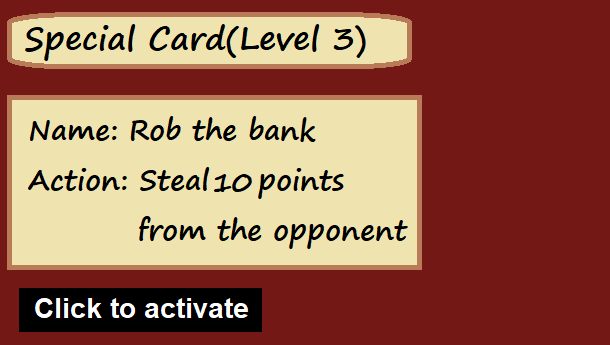 Special Card(Level 3)
Name: Rob the bank
Action: Steal 10 points
from the opponent
Click to activate